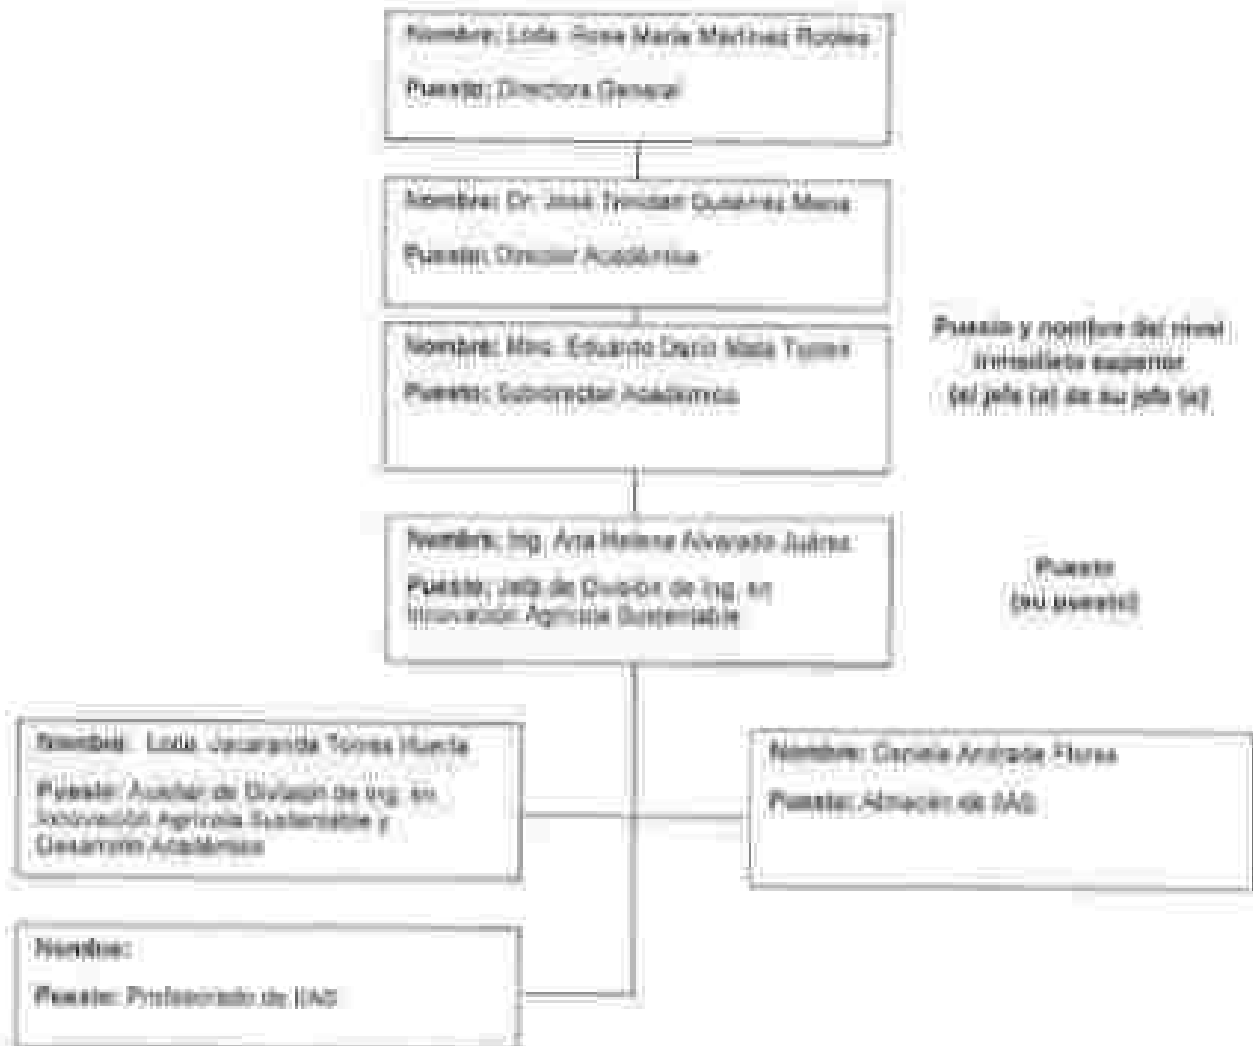 Nombre: Lcda. Rosa María Martínez Robles
Puesto: Directora General
Nombre: Dr. José Trinidad Gutiérrez
Puesto: Director Académico
Nombre: Eduardo Darío Mata Torres
Puesto: Subdirector Académico
Puesto y nombre del nivel
inmediato superior
(el jefe (a) de su jefe (a)
Nombre: Ing. Ana Helena Alvarado Juárez
Puesto: Jefa de División de Ing. en
Innovación Agrícola Sustentable
Puesto
(su puesto)
Nombre: Lcda. Jacaranda Torres Huerta
Puesto: Auxiliar de División de Ing. en
Innovación Agrícola Sustentable y
Desarrollo Académico
Nombre: Daniela Andrade Flores
Puesto: Almacén de IIAS
Nombre:
Puesto: Profesorado de IIAS